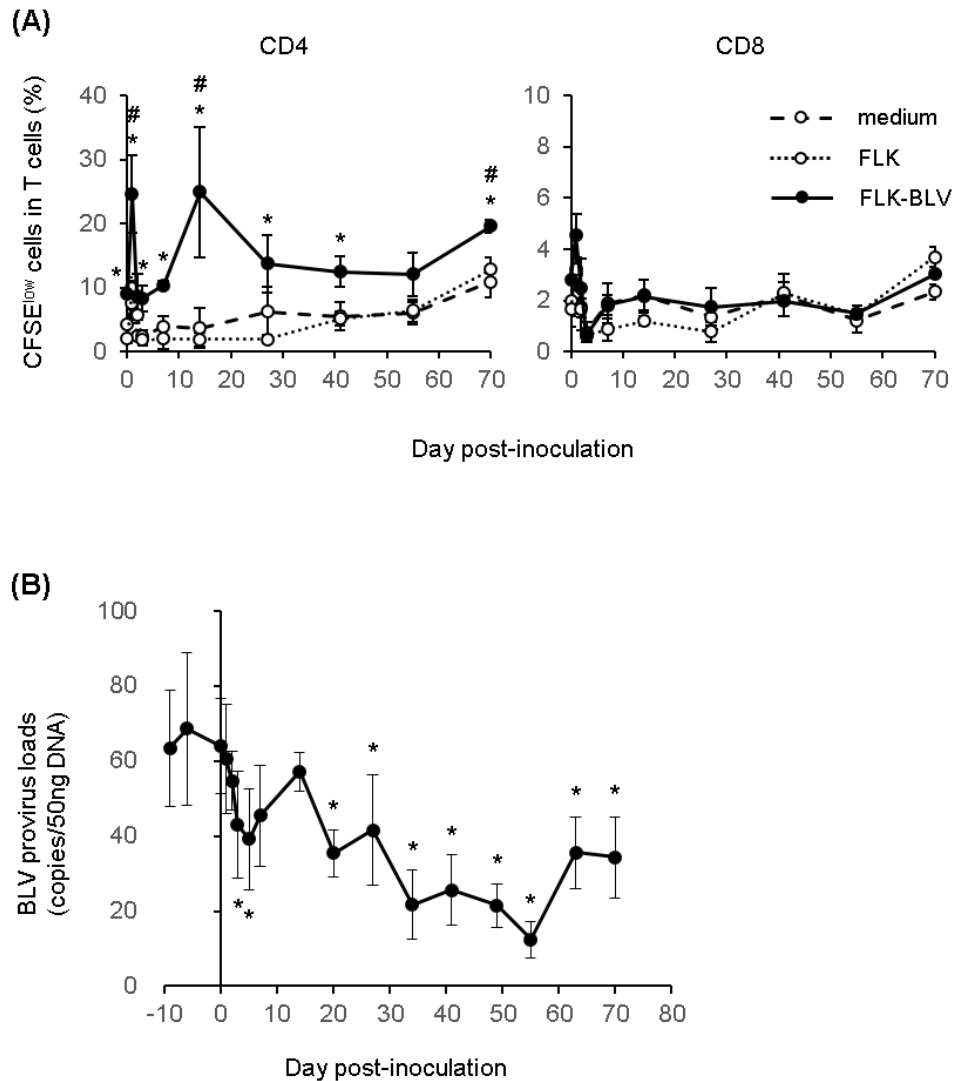 (A)
CD4
CD8
CFSElow cells in T cells (%)
40
30
20
10
0
# # #
* * * * * * * *
0 10 20 30 40 50 60 70
10
8
6
4
2
0
medium
FLK
FLK-BLV
0 10 20 30 40 50 60 70
Day post-inoculation
(B)
BLV provirus loads
(copies/50ng DNA)
100
80
60
40
20
0
* * * * * * * * * *
-10 0 10 20 30 40 50 60 70 80
Day post-inoculation